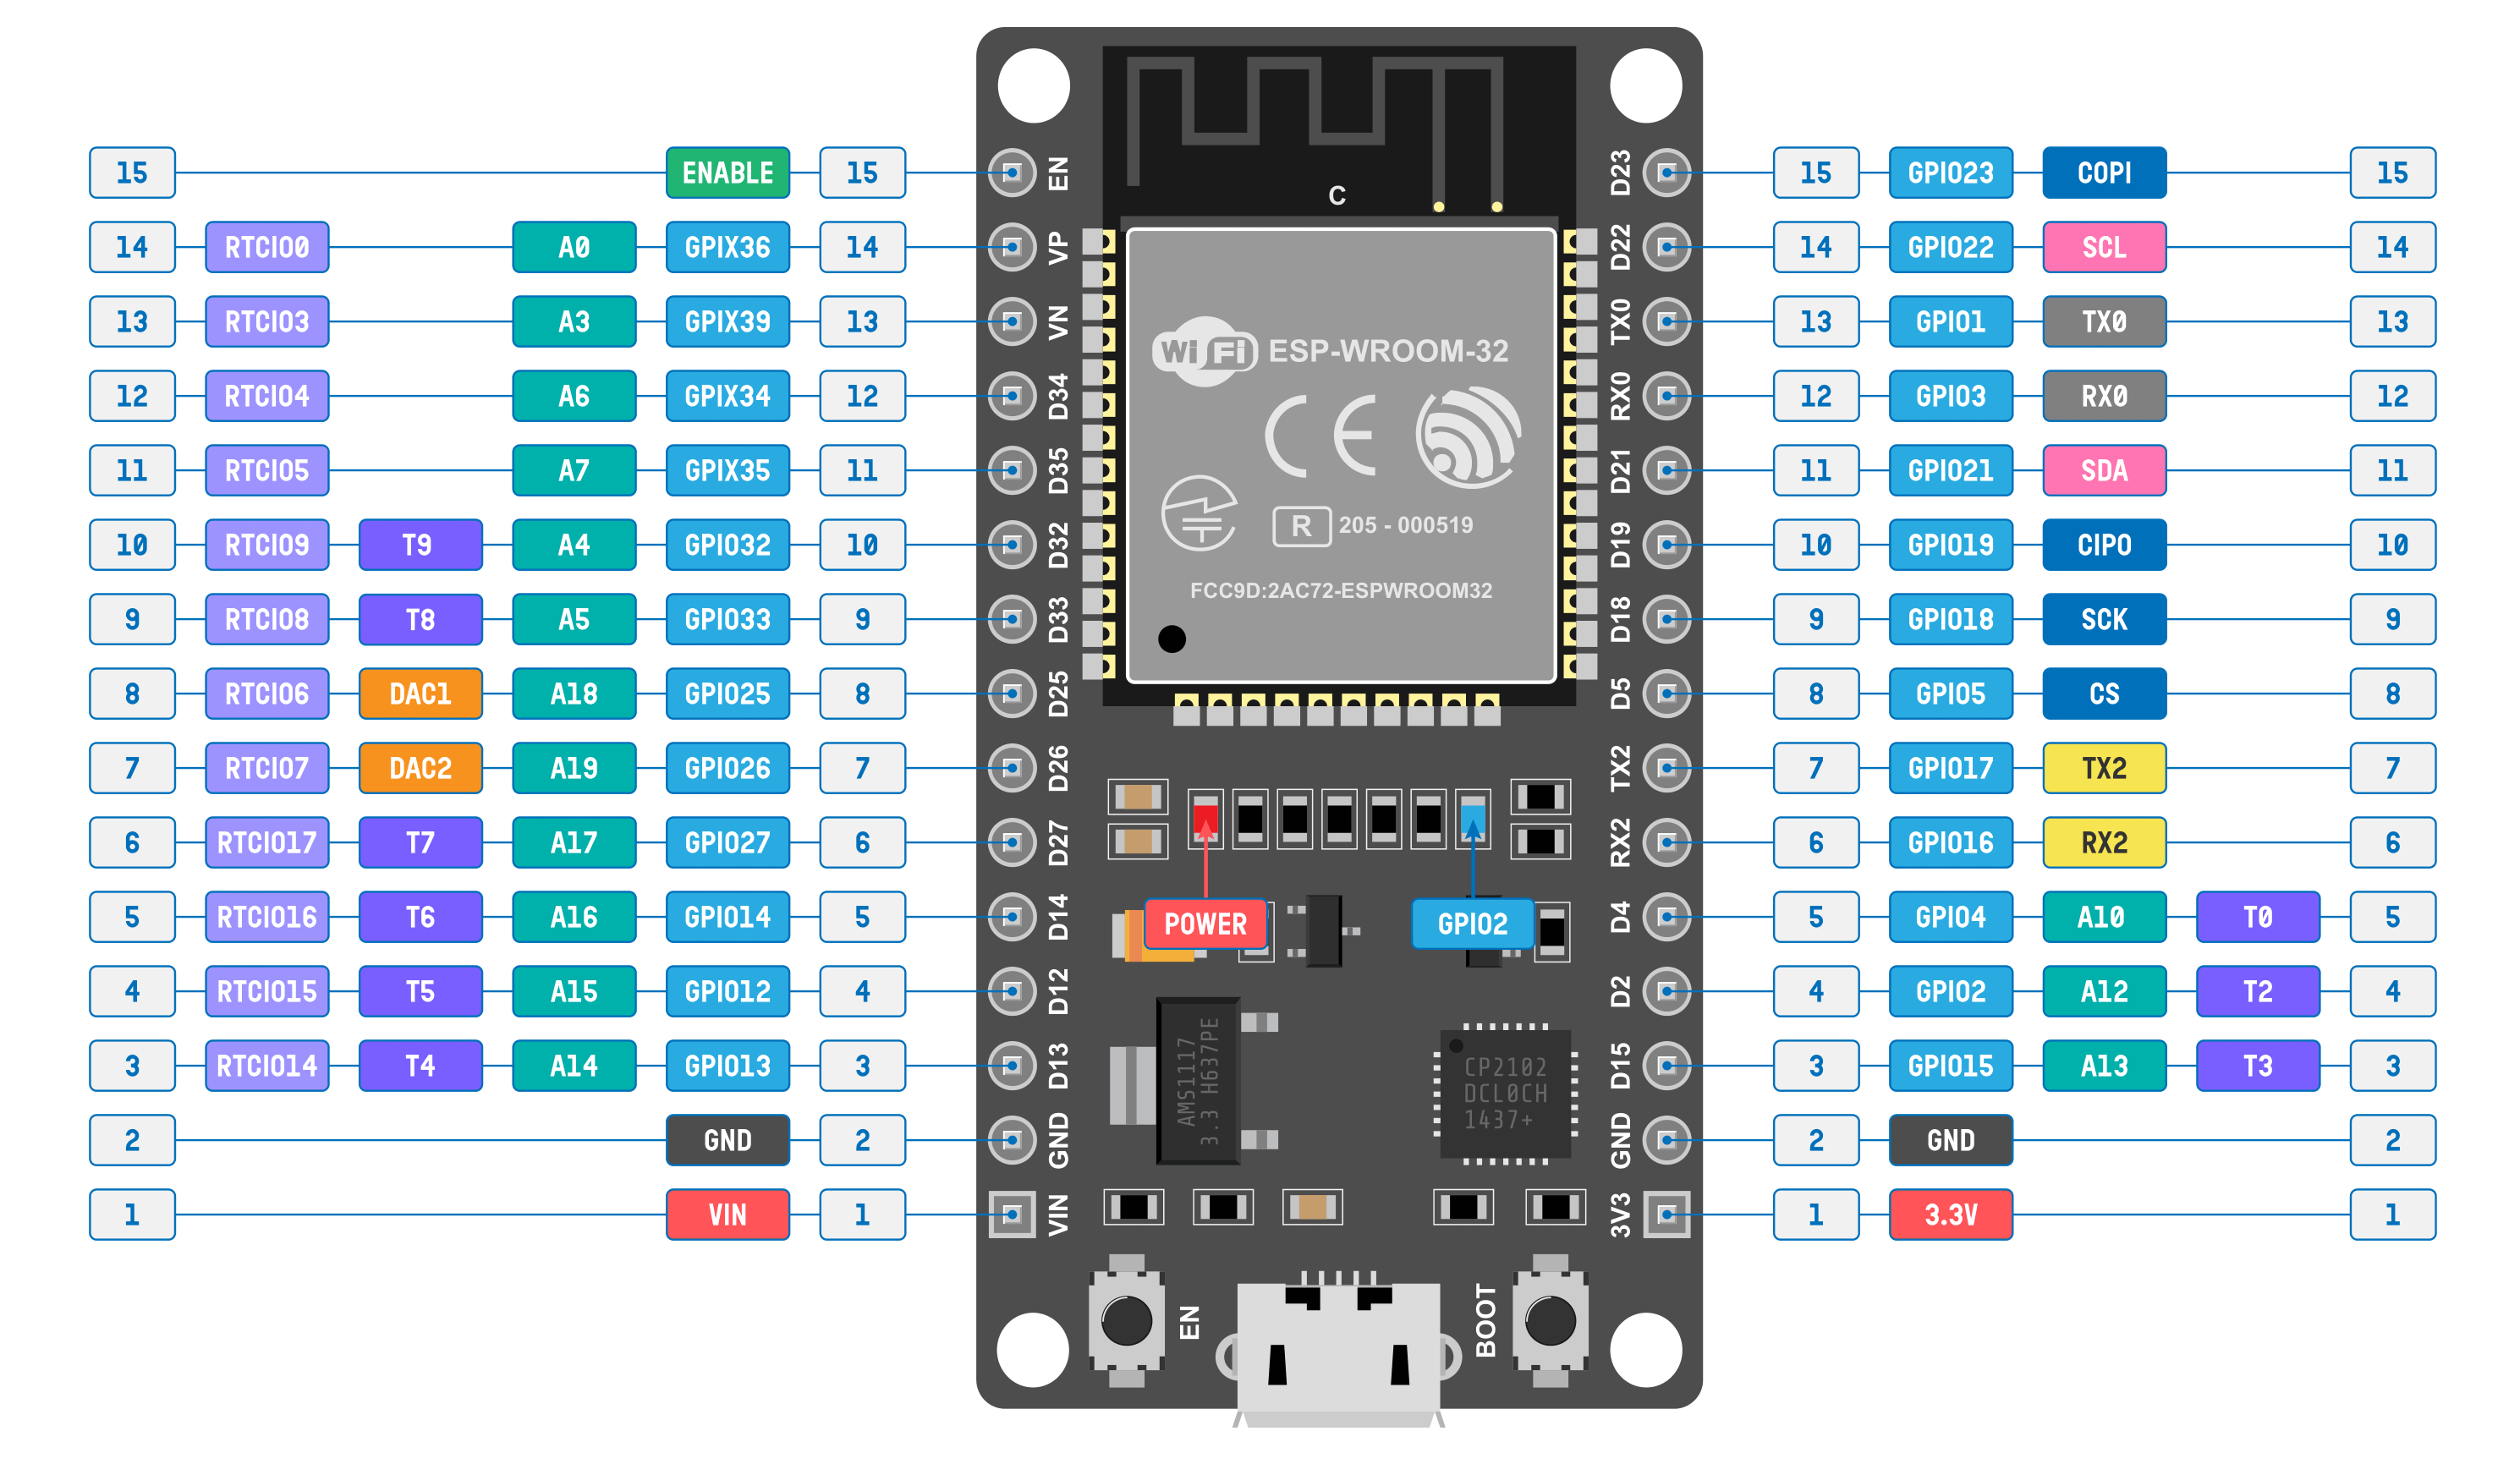 15 ENABLE 15 EN D23 15 GPIO23 COPI 15
14 RTCIO0 A0 GPIX36 14 VP D22 14 GPIO22 SCL 14
13 RTCIO3 A3 GPIX39 13 VN TX0 13 GPIO1 TX0 13
12 RTCIO4 A6 GPIX34 12 D34 RX0 12 GPIO3 RX0 12
11 RTCIO5 A7 GPIX35 11 D35 D21 11 GPIO21 SDA 11
10 RTCIO9 T9 A4 GPIO32 10 D32 D19 10 GPIO19 CIPO 10
9 RTCIO8 T8 A5 GPIO33 9 D33 D18 9 GPIO18 SCK 9
8 RTCIO6 DAC1 A18 GPIO25 8 D25 D5 8 GPIO5 CS 8
7 RTCIO7 DAC2 A19 GPIO26 7 D26 TX2 7 GPIO17 TX2 7
6 RTCIO17 T7 A17 GPIO27 6 D27 RX2 6 GPIO16 RX2 6
5 RTCIO16 T6 A16 GPIO14 5 D14 D4 5 GPIO4 A10 T0 5
4 RTCIO15 T5 A15 GPIO12 4 D12 D2 4 GPIO2 A12 T2 4
3 RTCIO14 T4 A14 GPIO13 3 D13 D15 3 GPIO15 A13 T3 3
2 GND 2 GND GND 2 GND 2
1 VIN 1 VIN 3V3 1 3.3V 1
C
Wi Fi ESP-WROOM-32
CE
R 205 - 000519
FCC9D:2AC72-ESPWROOM32
POWER GPIO2
AMS1117
3.3 H637PE
CP2102
DCL0CH
1437+
EN BOOT